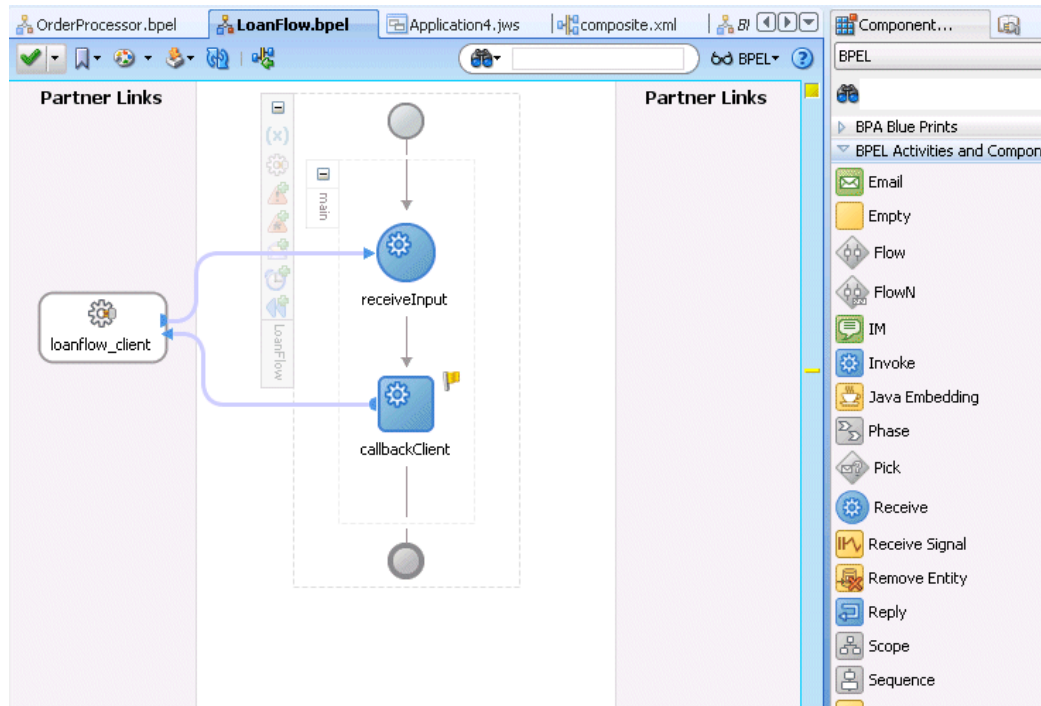 OrderProcessor.bpel
LoanFlow.bpel
Application4.jws
composite.xml
Component...
BPEL
BPEL
Partner Links
Partner Links
(x)
main
receiveInput
loanflow_client
LoanFlow
callbackClient
BPA Blue Prints
BPEL Activities and Compon
Email
Empty
Flow
FlowN
IM
Invoke
Java Embedding
Phase
Pick
Receive
Receive Signal
Remove Entity
Reply
Scope
Sequence